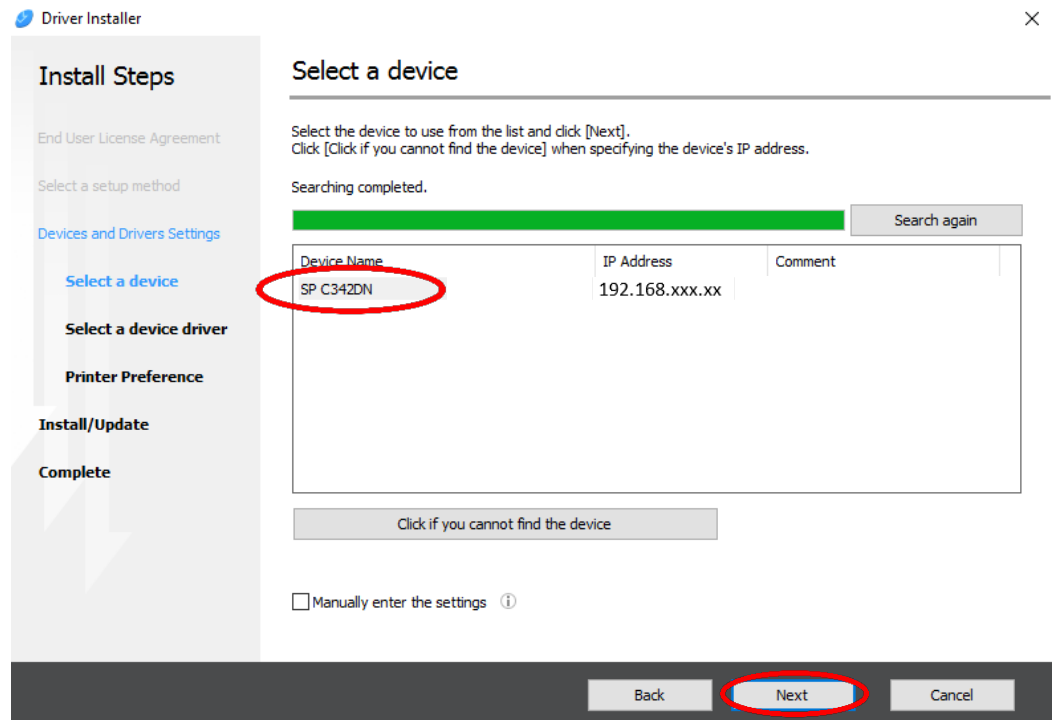 Driver Installer
Install Steps
End User License Agreement
Select a setup method
Devices and Drivers Settings
Select a device
Select a device driver
Printer Preference
Install/Update
Complete
Select a device
Select the device to use from the list and click [Next].
Click [Click if you cannot find the device] when specifying the device's IP address.
Searching completed.
Search again
Device Name IP Address Comment
SP C342DN 192.168.xxx.xx
Click if you cannot find the device
Manually enter the settings
Back Next Cancel